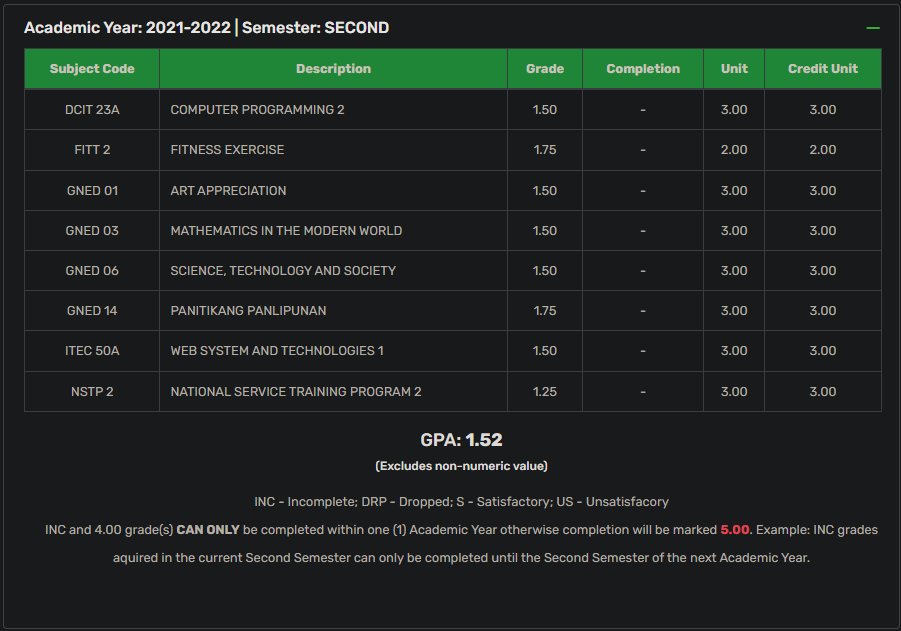 Academic Year: 2021-2022 | Semester: SECOND
Subject Code Description Grade Completion Unit Credit Unit
DCIT 23A COMPUTER PROGRAMMING 2 1.50 - 3.00 3.00
FITT 2 FITNESS EXERCISE 1.75 - 2.00 2.00
GNED 01 ART APPRECIATION 1.50 - 3.00 3.00
GNED 03 MATHEMATICS IN THE MODERN WORLD 1.50 - 3.00 3.00
GNED 06 SCIENCE, TECHNOLOGY AND SOCIETY 1.50 - 3.00 3.00
GNED 14 PANITIKANG PANLIPUNAN 1.75 - 3.00 3.00
ITEC 50A WEB SYSTEM AND TECHNOLOGIES 1 1.50 - 3.00 3.00
NSTP 2 NATIONAL SERVICE TRAINING PROGRAM 2 1.25 - 3.00 3.00
GPA: 1.52
(Excludes non-numeric value)
INC - Incomplete; DRP - Dropped; S - Satisfactory; US - Unsatisfacory
INC and 4.00 grade(s) CAN ONLY be completed within one (1) Academic Year otherwise completion will be marked 5.00. Example: INC grades
aquired in the current Second Semester can only be completed until the Second Semester of the next Academic Year.